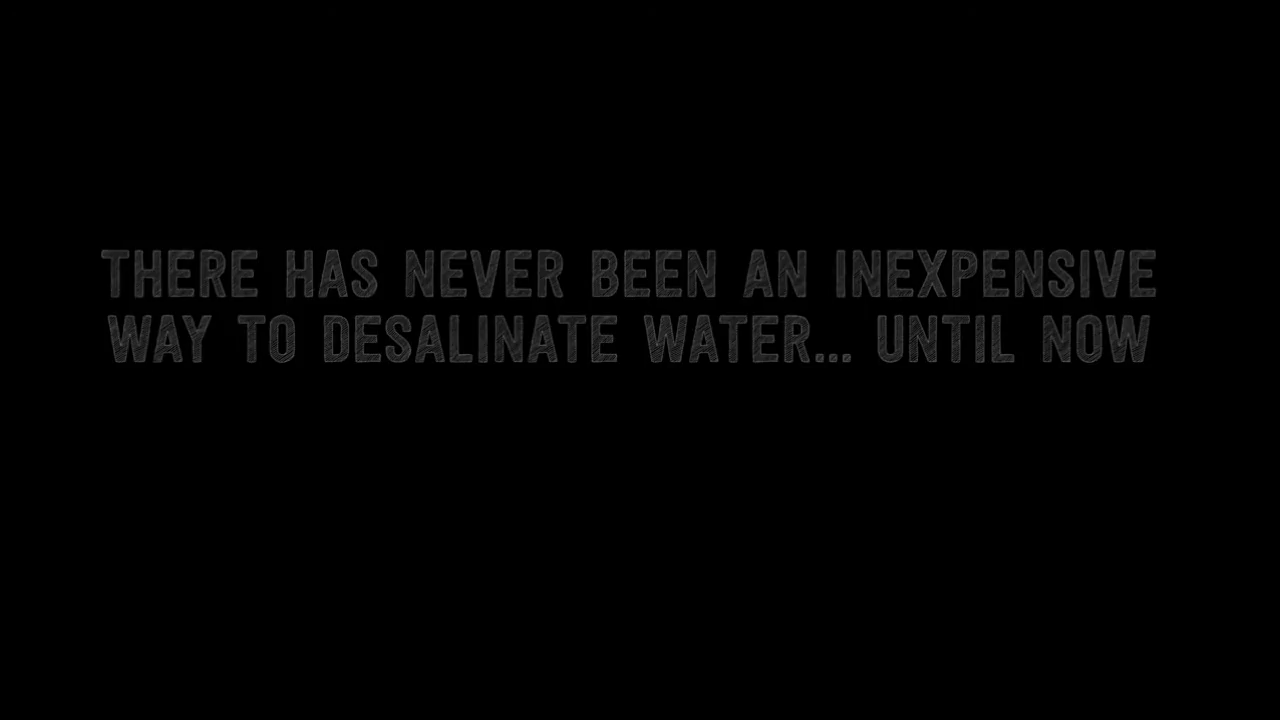 THERE HAS NEVER BEEN AN INEXPENSIVE
WAY TO DESALINATE WATER... UNTIL NOW